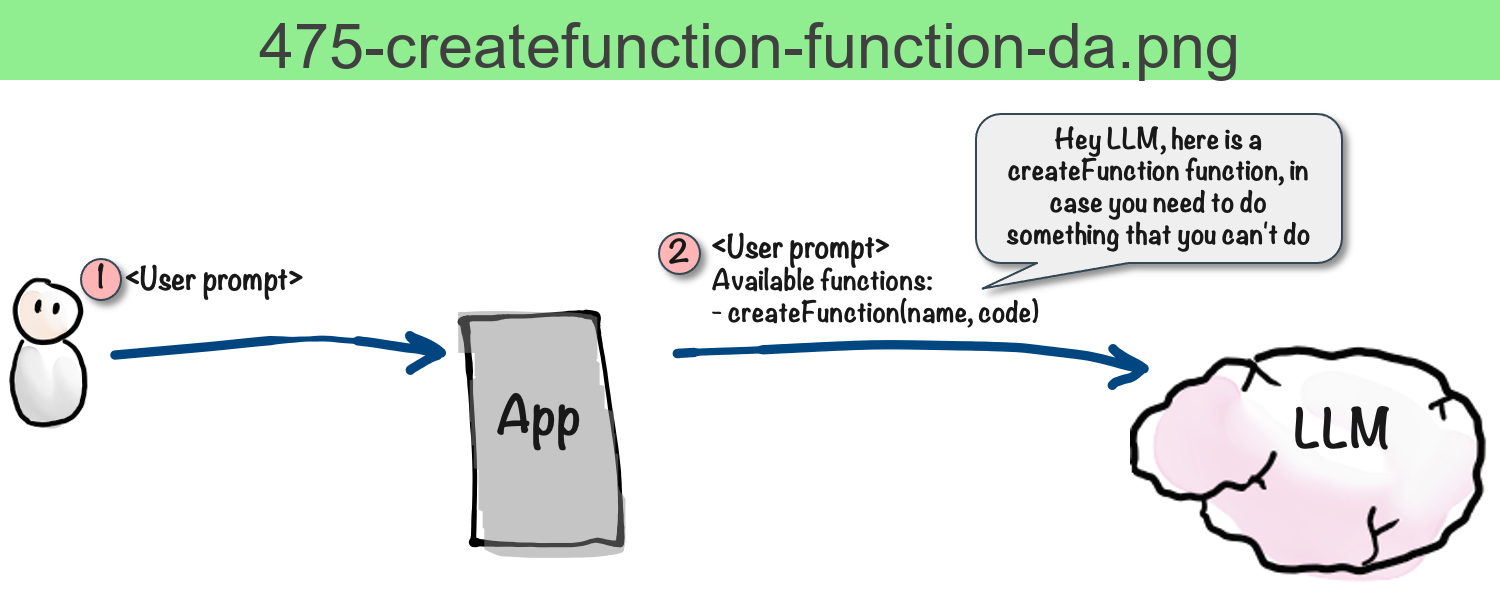 475-createfunction-function-da.png
Hey LLM, here is a
createFunction function, in
case you need to do
something that you can't do
1 <User prompt>
2 <User prompt>
Available functions:
- createFunction(name, code)
App
LLM